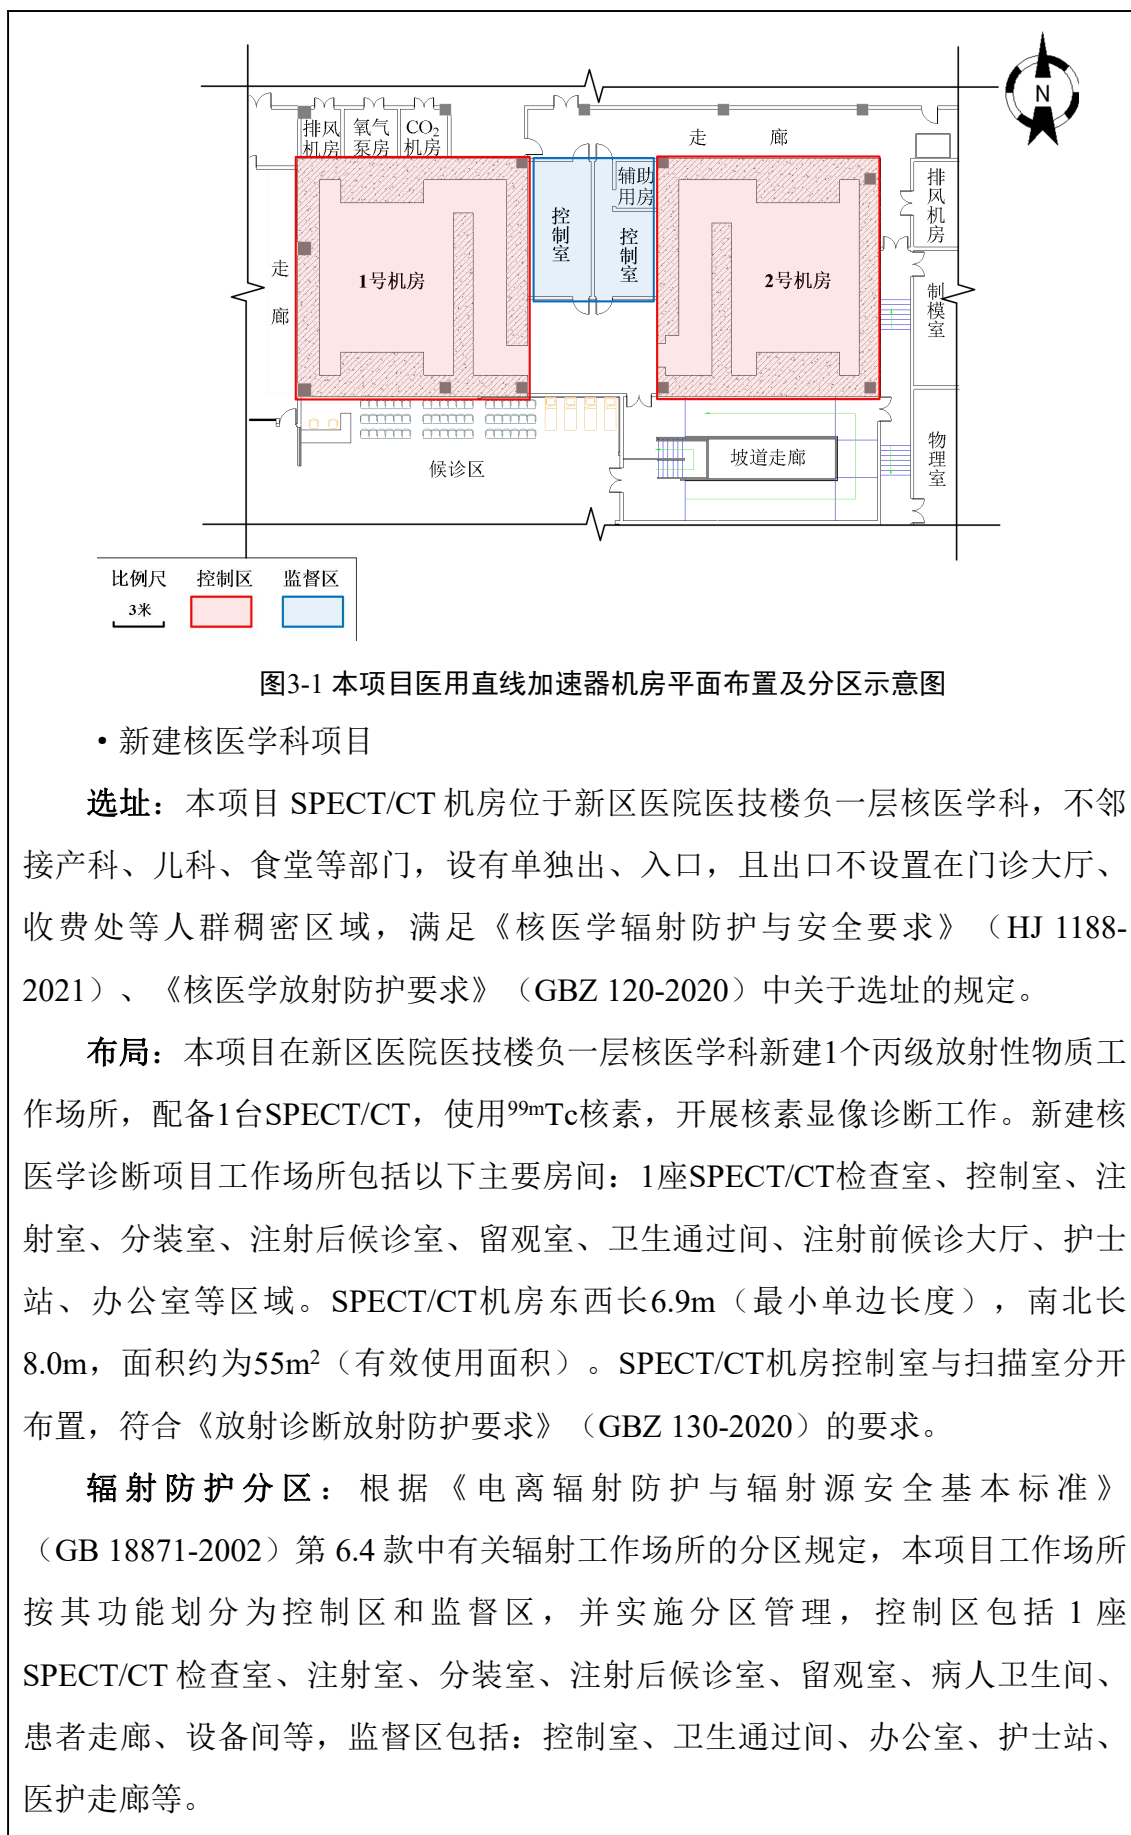 N
排风机房
氧气泵房
CO₂机房
走廊
辅助用房
控制室
控制室
排风机房
走廊
1号机房
2号机房
制模室
候诊区
坡道走廊
物理室
比例尺 控制区 监督区
3米
图3-1 本项目医用直线加速器机房平面布置及分区示意图
·新建核医学科项目
选址：本项目 SPECT/CT 机房位于新区医院医技楼负一层核医学科，不邻
接产科、儿科、食堂等部门，设有单独出、入口，且出口不设置在门诊大厅、
收费处等人群稠密区域，满足《核医学辐射防护与安全要求》（HJ 1188-
2021）、《核医学放射防护要求》（GBZ 120-2020）中关于选址的规定。
布局：本项目在新区医院医技楼负一层核医学科新建1个丙级放射性物质工
作场所，配备1台SPECT/CT，使用⁹⁹ᵐTc核素，开展核素显像诊断工作。新建核
医学诊断项目工作场所包括以下主要房间：1座SPECT/CT检查室、控制室、注
射室、分装室、注射后候诊室、留观室、卫生通过间、注射前候诊大厅、护士
站、办公室等区域。SPECT/CT机房东西长6.9m（最小单边长度），南北长
8.0m，面积约为55m²（有效使用面积）。SPECT/CT机房控制室与扫描室分开
布置，符合《放射诊断放射防护要求》（GBZ 130-2020）的要求。
辐射防护分区：根据《电离辐射防护与辐射源安全基本标准》
（GB 18871-2002）第 6.4 款中有关辐射工作场所的分区规定，本项目工作场所
按其功能划分为控制区和监督区，并实施分区管理，控制区包括 1 座
SPECT/CT 检查室、注射室、分装室、注射后候诊室、留观室、病人卫生间、
患者走廊、设备间等，监督区包括：控制室、卫生通过间、办公室、护士站、
医护走廊等。